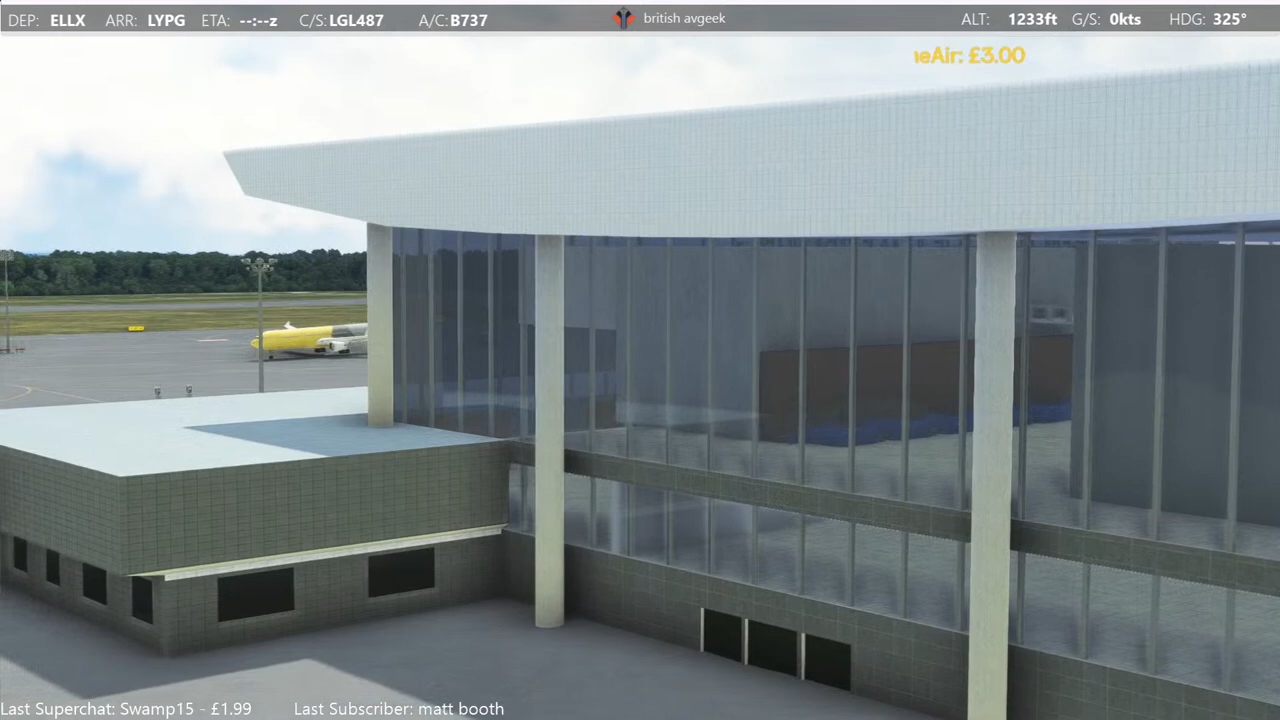 DEP: ELLX ARR: LYPG ETA: --:--z C/S:LGL487 A/C:B737 british avgeek ALT: 1233ft G/S: 0kts HDG: 325°
eAir: £3.00
Last Superchat: Swamp15 - £1.99 Last Subscriber: matt booth